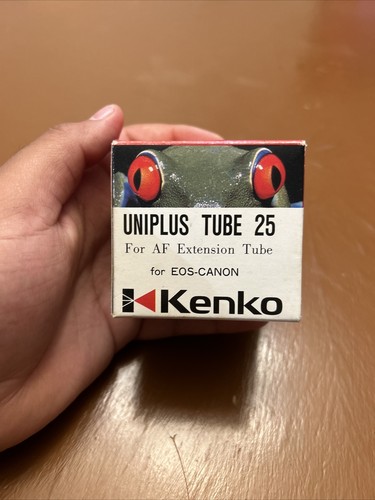 UNIPLUS TUBE 25
For AF Extension Tube
for EOS-CANON
Kenko